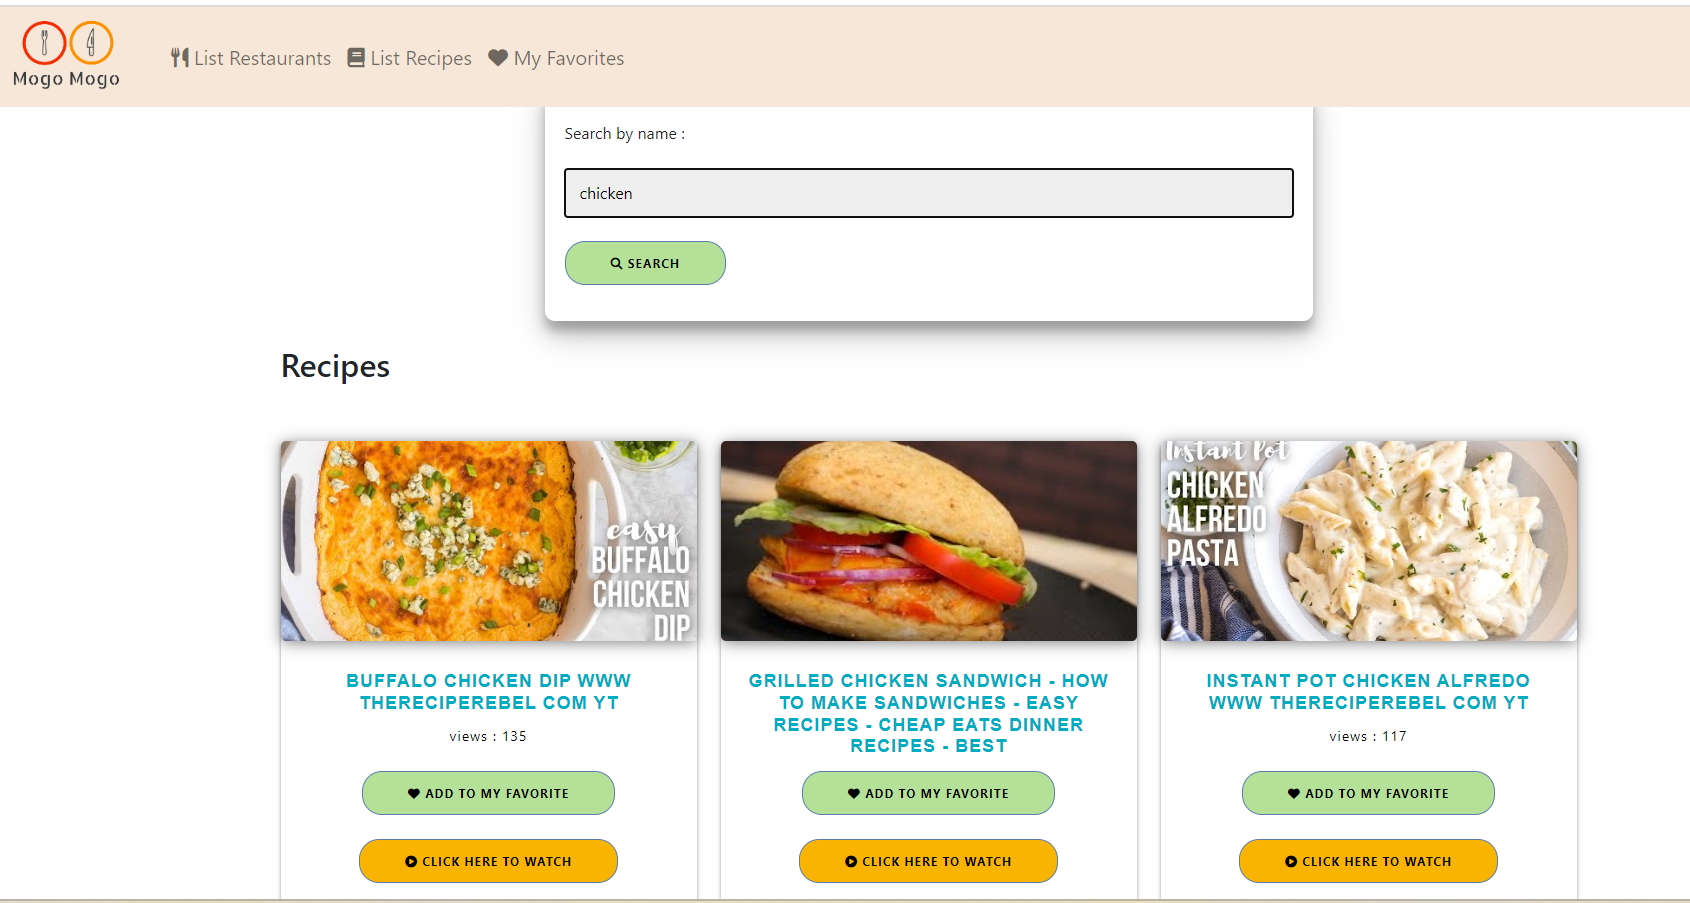 Mogo Mogo
List Restaurants List Recipes My Favorites
Search by name :
chicken
SEARCH
Recipes
easy
BUFFALO
CHICKEN
DIP
Instant Pot
CHICKEN
ALFREDO
PASTA
BUFFALO CHICKEN DIP WWW
THERECIPEREBEL COM YT
views : 135
ADD TO MY FAVORITE
CLICK HERE TO WATCH
GRILLED CHICKEN SANDWICH - HOW
TO MAKE SANDWICHES - EASY
RECIPES - CHEAP EATS DINNER
RECIPES - BEST
ADD TO MY FAVORITE
CLICK HERE TO WATCH
INSTANT POT CHICKEN ALFREDO
WWW THERECIPEREBEL COM YT
views : 117
ADD TO MY FAVORITE
CLICK HERE TO WATCH